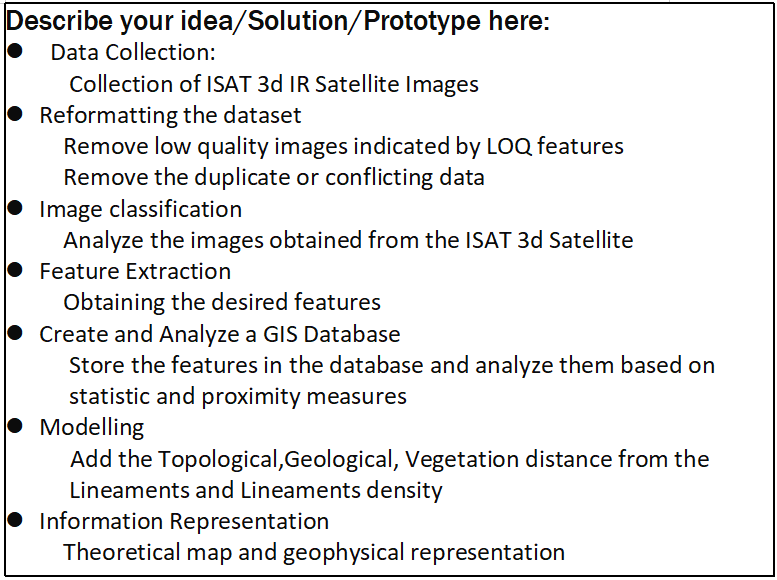 Describe your idea/Solution/Prototype here:
● Data Collection:
Collection of ISAT 3d IR Satellite Images
● Reformatting the dataset
Remove low quality images indicated by LOQ features
Remove the duplicate or conflicting data
● Image classification
Analyze the images obtained from the ISAT 3d Satellite
● Feature Extraction
Obtaining the desired features
● Create and Analyze a GIS Database
Store the features in the database and analyze them based on
statistic and proximity measures
● Modelling
Add the Topological,Geological, Vegetation distance from the
Lineaments and Lineaments density
● Information Representation
Theoretical map and geophysical representation